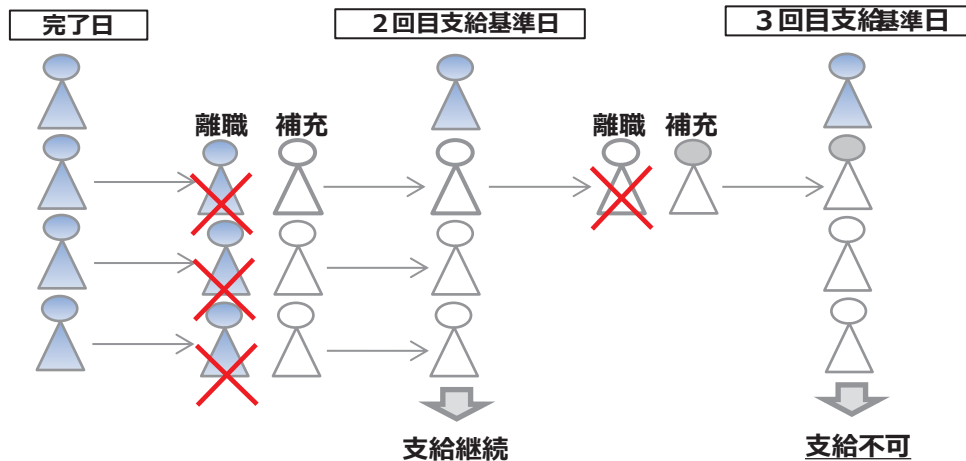 完了日
２回目支給基準日
３回目支給基準日
離職
補充
離職
補充
支給継続
支給不可